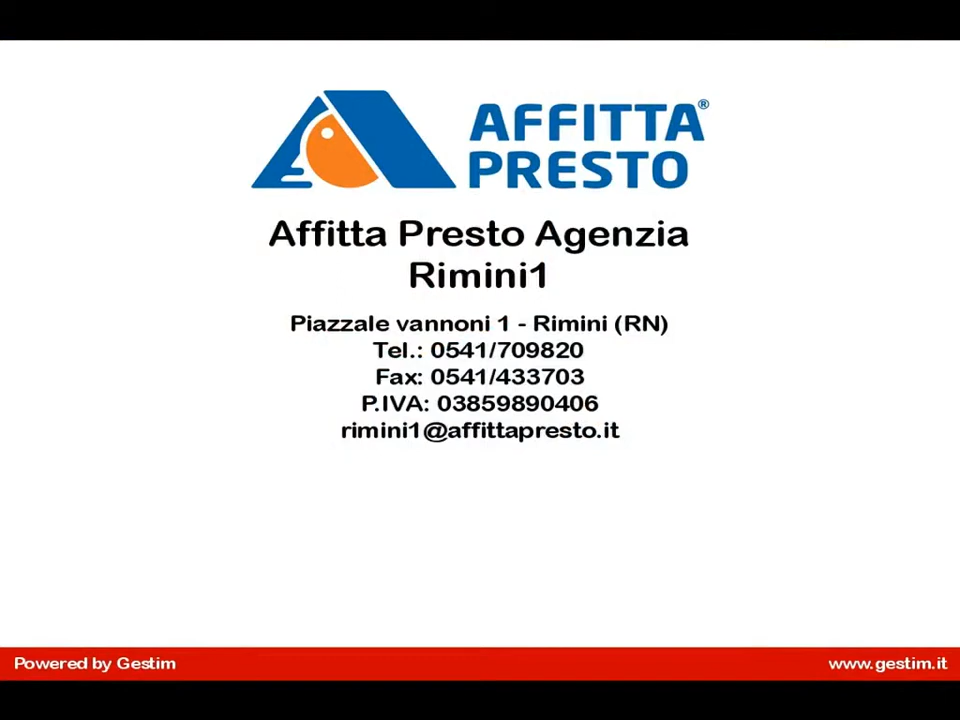 AFFITTA®
PRESTO
Affitta Presto Agenzia
Rimini1
Piazzale vannoni 1 - Rimini (RN)
Tel.: 0541/709820
Fax: 0541/433703
P.IVA: 03859890406
rimini1@affittapresto.it
Powered by Gestim
www.gestim.it